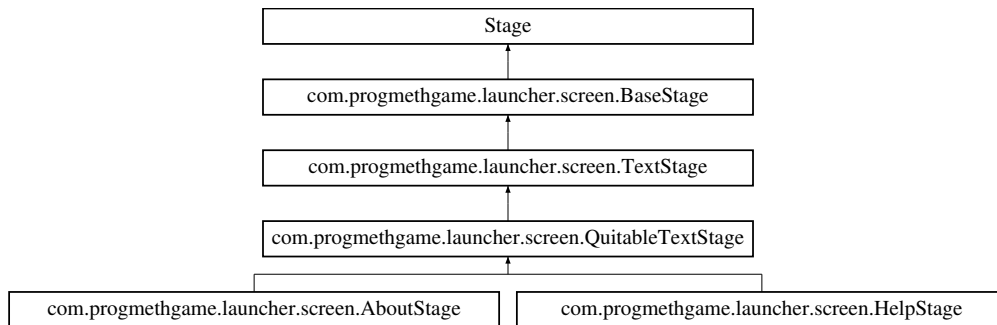 Stage
com.progmethgame.launcher.screen.BaseStage
com.progmethgame.launcher.screen.TextStage
com.progmethgame.launcher.screen.QuitableTextStage
com.progmethgame.launcher.screen.AboutStage
com.progmethgame.launcher.screen.HelpStage